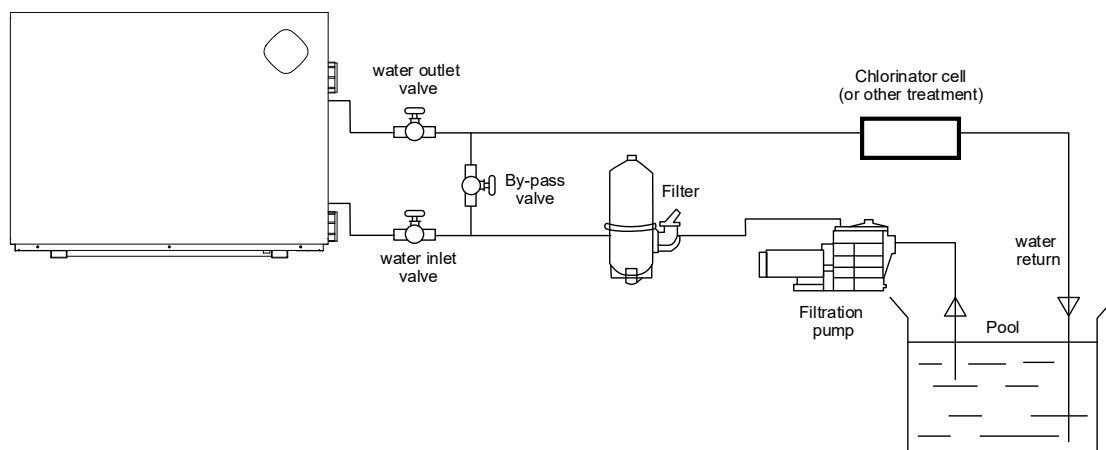 water outlet
valve
Chlorinator cell
(or other treatment)
By-pass
valve
Filter
water inlet
valve
water
return
Filtration
pump
Pool